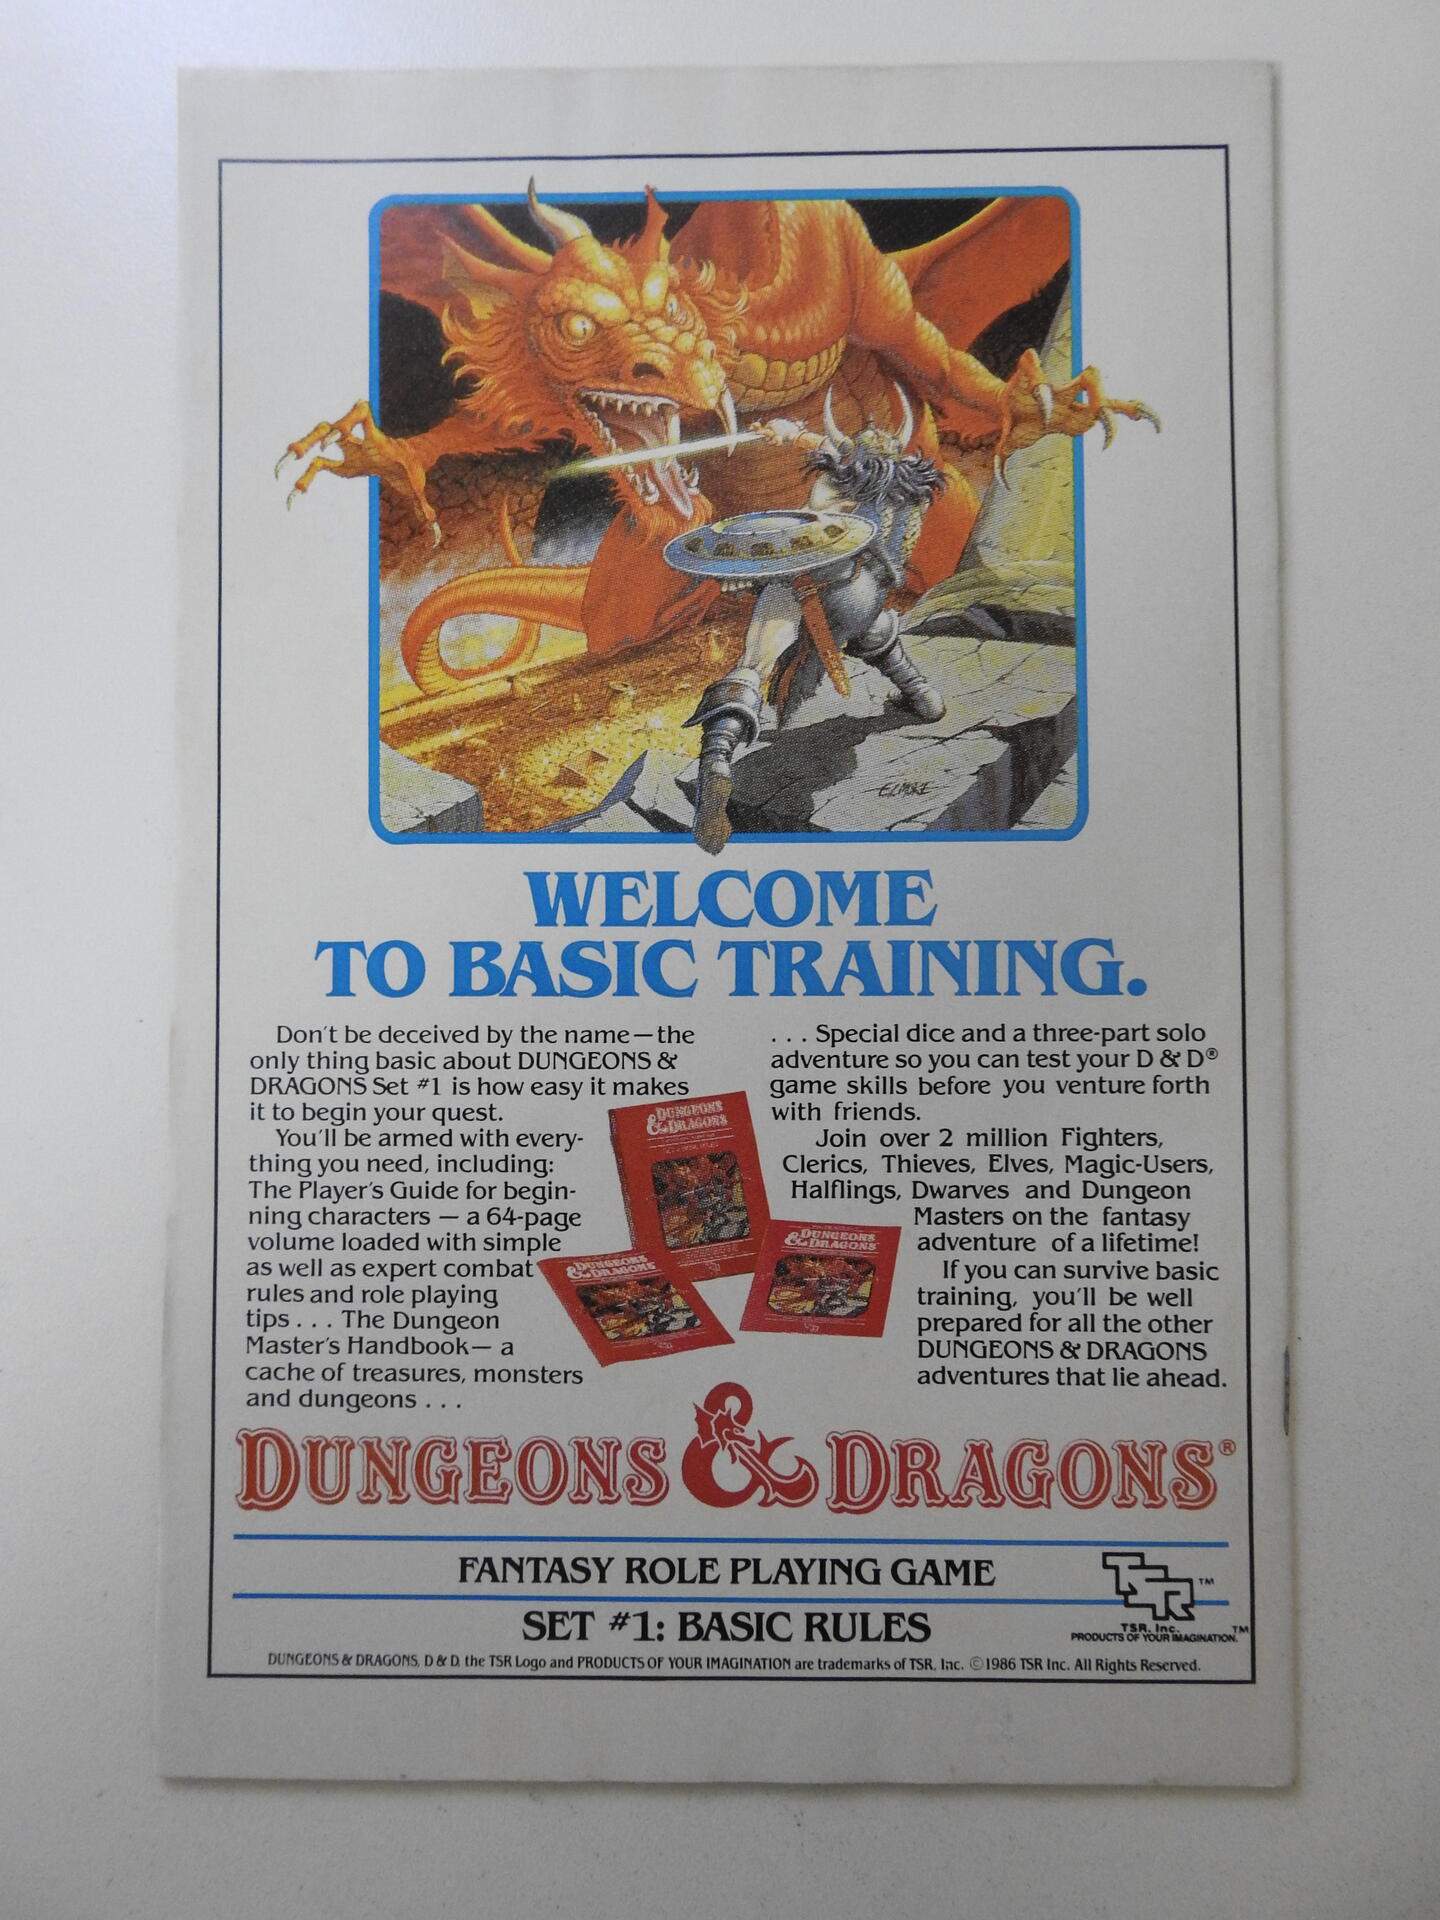 ELMORE
WELCOME
TO BASIC TRAINING.
Don't be deceived by the name—the
only thing basic about DUNGEONS &
DRAGONS Set #1 is how easy it makes
it to begin your quest.
You'll be armed with every-
thing you need, including:
The Player's Guide for begin-
ning characters — a 64-page
volume loaded with simple
as well as expert combat
rules and role playing
tips . . . The Dungeon
Master's Handbook— a
cache of treasures, monsters
and dungeons . . .
. . . Special dice and a three-part solo
adventure so you can test your D & D®
game skills before you venture forth
with friends.
Join over 2 million Fighters,
Clerics, Thieves, Elves, Magic-Users,
Halflings, Dwarves and Dungeon
Masters on the fantasy
adventure of a lifetime!
If you can survive basic
training, you'll be well
prepared for all the other
DUNGEONS & DRAGONS
adventures that lie ahead.
DUNGEONS
& DRAGONS
DUNGEONS
& DRAGONS
DUNGEONS
& DRAGONS
DUNGEONS & DRAGONS®
FANTASY ROLE PLAYING GAME
SET #1: BASIC RULES
TSR™
TSR, Inc.
PRODUCTS OF YOUR IMAGINATION.™
DUNGEONS & DRAGONS, D & D, the TSR Logo and PRODUCTS OF YOUR IMAGINATION are trademarks of TSR, Inc. ©1986 TSR Inc. All Rights Reserved.